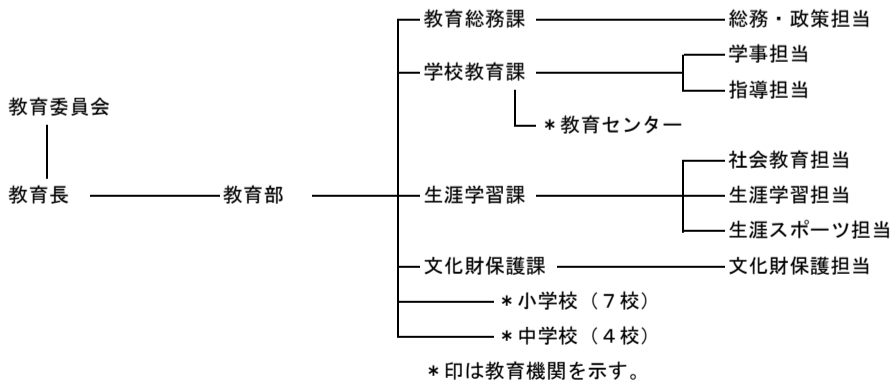 教育総務課
総務・政策担当
学事担当
学校教育課
指導担当
教育委員会
＊教育センター
社会教育担当
教育長
教育部
生涯学習課
生涯学習担当
生涯スポーツ担当
文化財保護課
文化財保護担当
＊小学校（７校）
＊中学校（４校）
＊印は教育機関を示す。